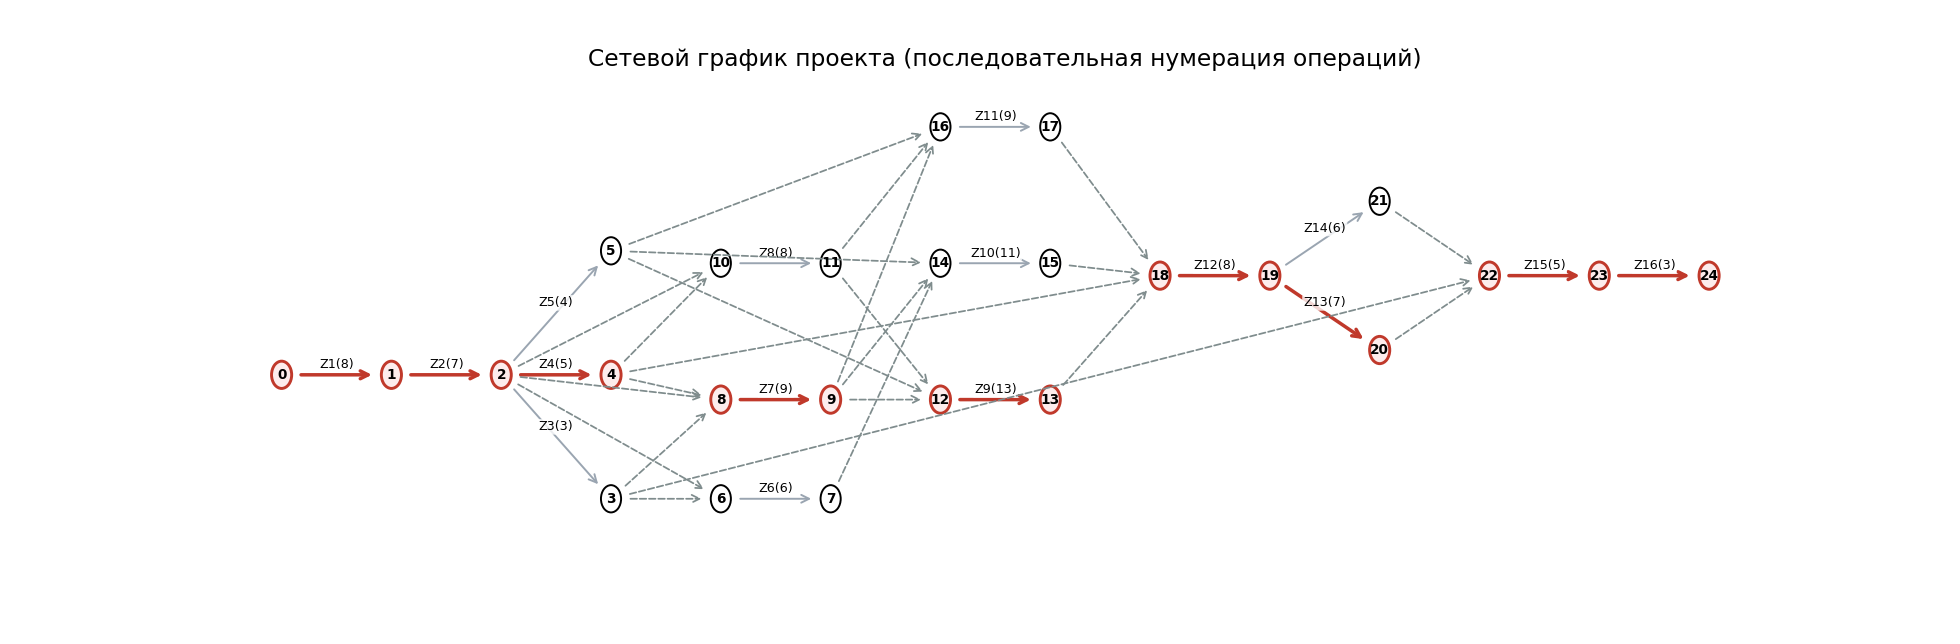 Сетевой график проекта (последовательная нумерация операций)
16 Z11(9) 17
21
Z14(6)
5 10 Z8(8) 11 14 Z10(11) 15
18 Z12(8) 19 22 Z15(5) 23 Z16(3) 24
Z5(4) Z13(7)
20
0 Z1(8) 1 Z2(7) 2 Z4(5) 4
8 Z7(9) 9 12 Z9(13) 13
Z3(3)
3 6 Z6(6) 7